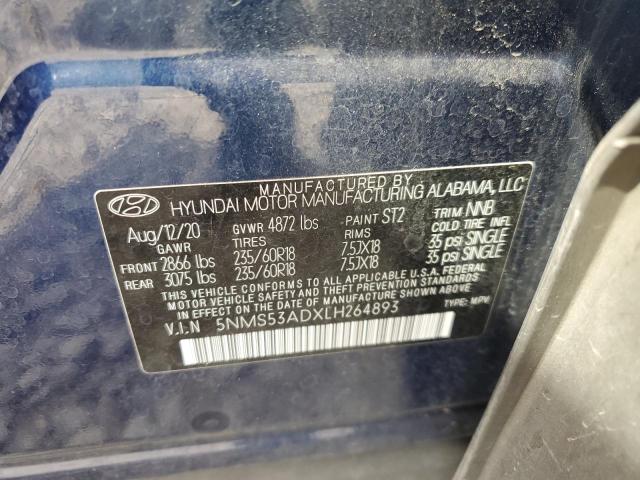 MANUFACTURED BY
HYUNDAI MOTOR MANUFACTURING ALABAMA, LLC
Aug/12/20 GVWR 4872 lbs PAINT ST2 TRIM NNB
GAWR TIRES RIMS COLD TIRE INFL
FRONT 2866 lbs 235/60R18 7.5JX18 35 psi SINGLE
REAR 3075 lbs 235/60R18 7.5JX18 35 psi SINGLE
THIS VEHICLE CONFORMS TO ALL APPLICABLE U.S.A. FEDERAL
MOTOR VEHICLE SAFETY AND THEFT PREVENTION STANDARDS
IN EFFECT ON THE DATE OF MANUFACTURE SHOWN ABOVE.
V.I.N 5NMS53ADXLH264893 TYPE: MPV